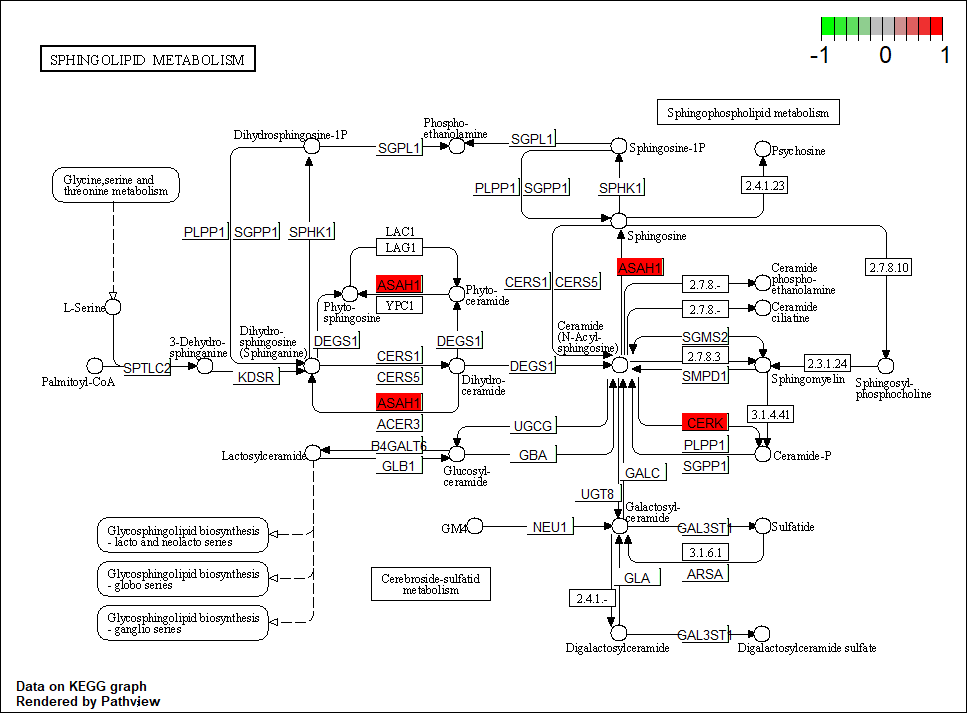 -1 0 1
SPHINGOLIPID METABOLISM
Sphingophospholipid metabolism
Phospho-
ethanolamine
Dihydrosphingosine-1P
SGPL1
SGPL1
Sphingosine-1P
Psychosine
Glycine,serine and
threonine metabolism
PLPP1
SGPP1
SPHK1
2.4.1.23
PLPP1
SGPP1
SPHK1
LAC1
LAG1
Sphingosine
ASAH1
2.7.8.10
ASAH1
YPC1
Phyto-
sphingosine
Phyto-
ceramide
CERS1
CERS5
2.7.8.-
Ceramide
phospho-
ethanolamine
2.7.8.-
Ceramide
ciliatine
L-Serine
Dihydro-
sphingosine
(Sphinganine)
3-Dehydro-
sphinganine
DEGS1
DEGS1
Ceramide
(N-Acyl-
sphingosine)
SGMS2
CERS1
CERS5
2.7.8.3
SMPD1
2.3.1.24
SPTLC2
KDSR
DEGS1
Palmitoyl-CoA
Dihydro-
ceramide
Sphingomyelin
Sphingosyl-
phosphocholine
ASAH1
ACER3
3.1.4.41
UGCG
CERK
B4GALT6
GLB1
GBA
PLPP1
SGPP1
Lactosylceramide
Glucosyl-
ceramide
Ceramide-P
GALC
UGT8
Galactosyl-
ceramide
GM4
NEU1
GAL3ST1
Sulfatide
Glycosphingolipid biosynthesis
- lacto and neolacto series
3.1.6.1
ARSA
Glycosphingolipid biosynthesis
- globo series
Cerebroside-sulfatid
metabolism
GLA
2.4.1.-
Glycosphingolipid biosynthesis
- ganglio series
GAL3ST1
Digalactosylceramide
Digalactosylceramide sulfate
Data on KEGG graph
Rendered by Pathview